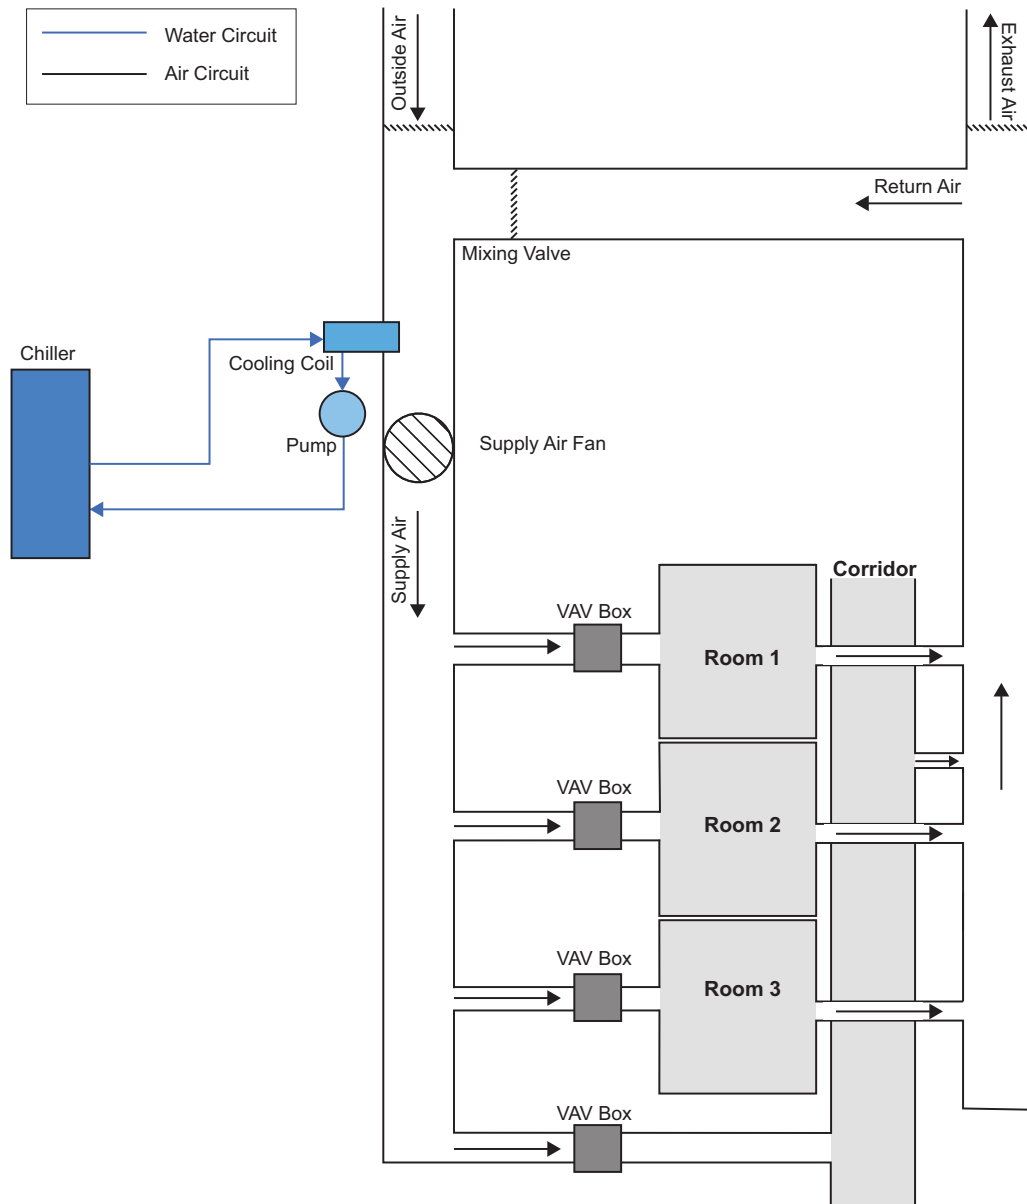 Water Circuit
Air Circuit
Outside Air
Exhaust Air
Return Air
Mixing Valve
Chiller
Cooling Coil
Pump
Supply Air Fan
Supply Air
Corridor
VAV Box
Room 1
VAV Box
Room 2
VAV Box
Room 3
VAV Box